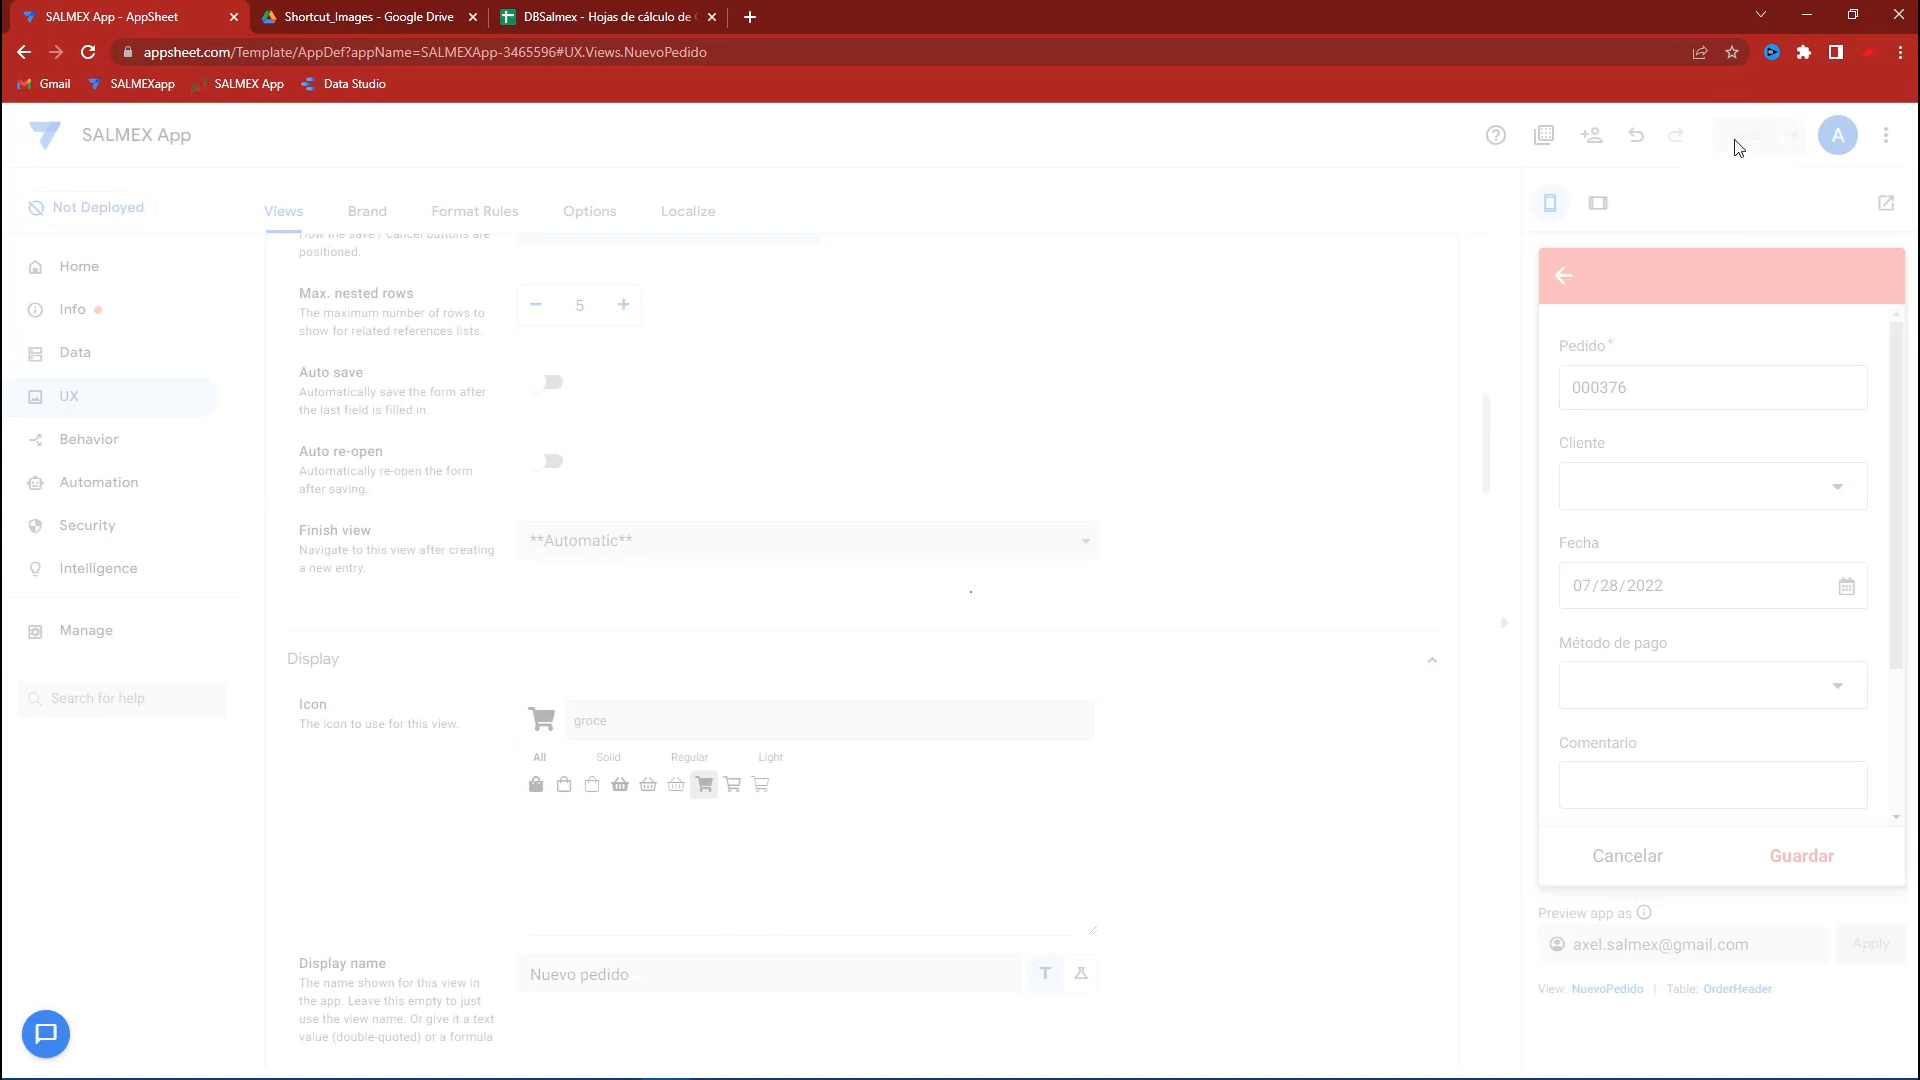 SALMEX App - AppSheet
Shortcut_Images - Google Drive
DBSalmex - Hojas de cálculo de
appsheet.com/Template/AppDef?appName=SALMEXApp-3465596#UX.Views.NuevoPedido
Gmail
SALMEXapp
SALMEX App
Data Studio
SALMEX App
A
Not Deployed
Views
Brand
Format Rules
Options
Localize
Home
Info
Data
UX
Behavior
Automation
Security
Intelligence
Manage
Search for help
How the save / cancel buttons are
positioned.
Max. nested rows
The maximum number of rows to
show for related references lists.
5
Auto save
Automatically save the form after
the last field is filled in.
Auto re-open
Automatically re-open the form
after saving.
Finish view
Navigate to this view after creating
a new entry.
**Automatic**
Display
Icon
The icon to use for this view.
groce
All
Solid
Regular
Light
Display name
The name shown for this view in
the app. Leave this empty to just
use the view name. Or give it a text
value (double-quoted) or a formula
Nuevo pedido
T
Pedido*
000376
Cliente
Fecha
07/28/2022
Método de pago
Comentario
Cancelar
Guardar
Preview app as
axel.salmex@gmail.com
Apply
View: NuevoPedido | Table: OrderHeader